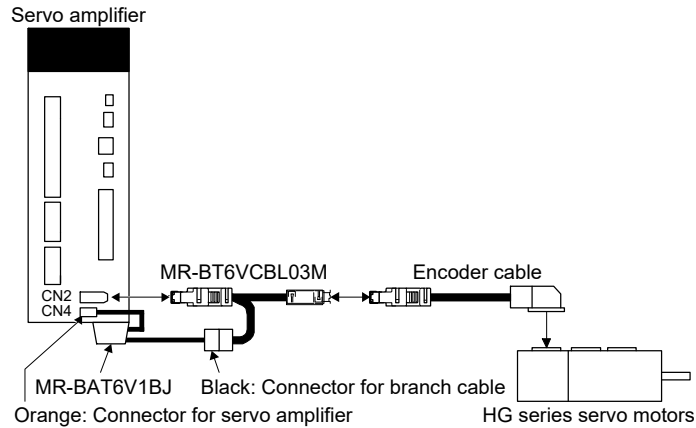 Servo amplifier
MR-BT6VCBL03M
Encoder cable
CN2
CN4
MR-BAT6V1BJ
Black: Connector for branch cable
Orange: Connector for servo amplifier
HG series servo motors